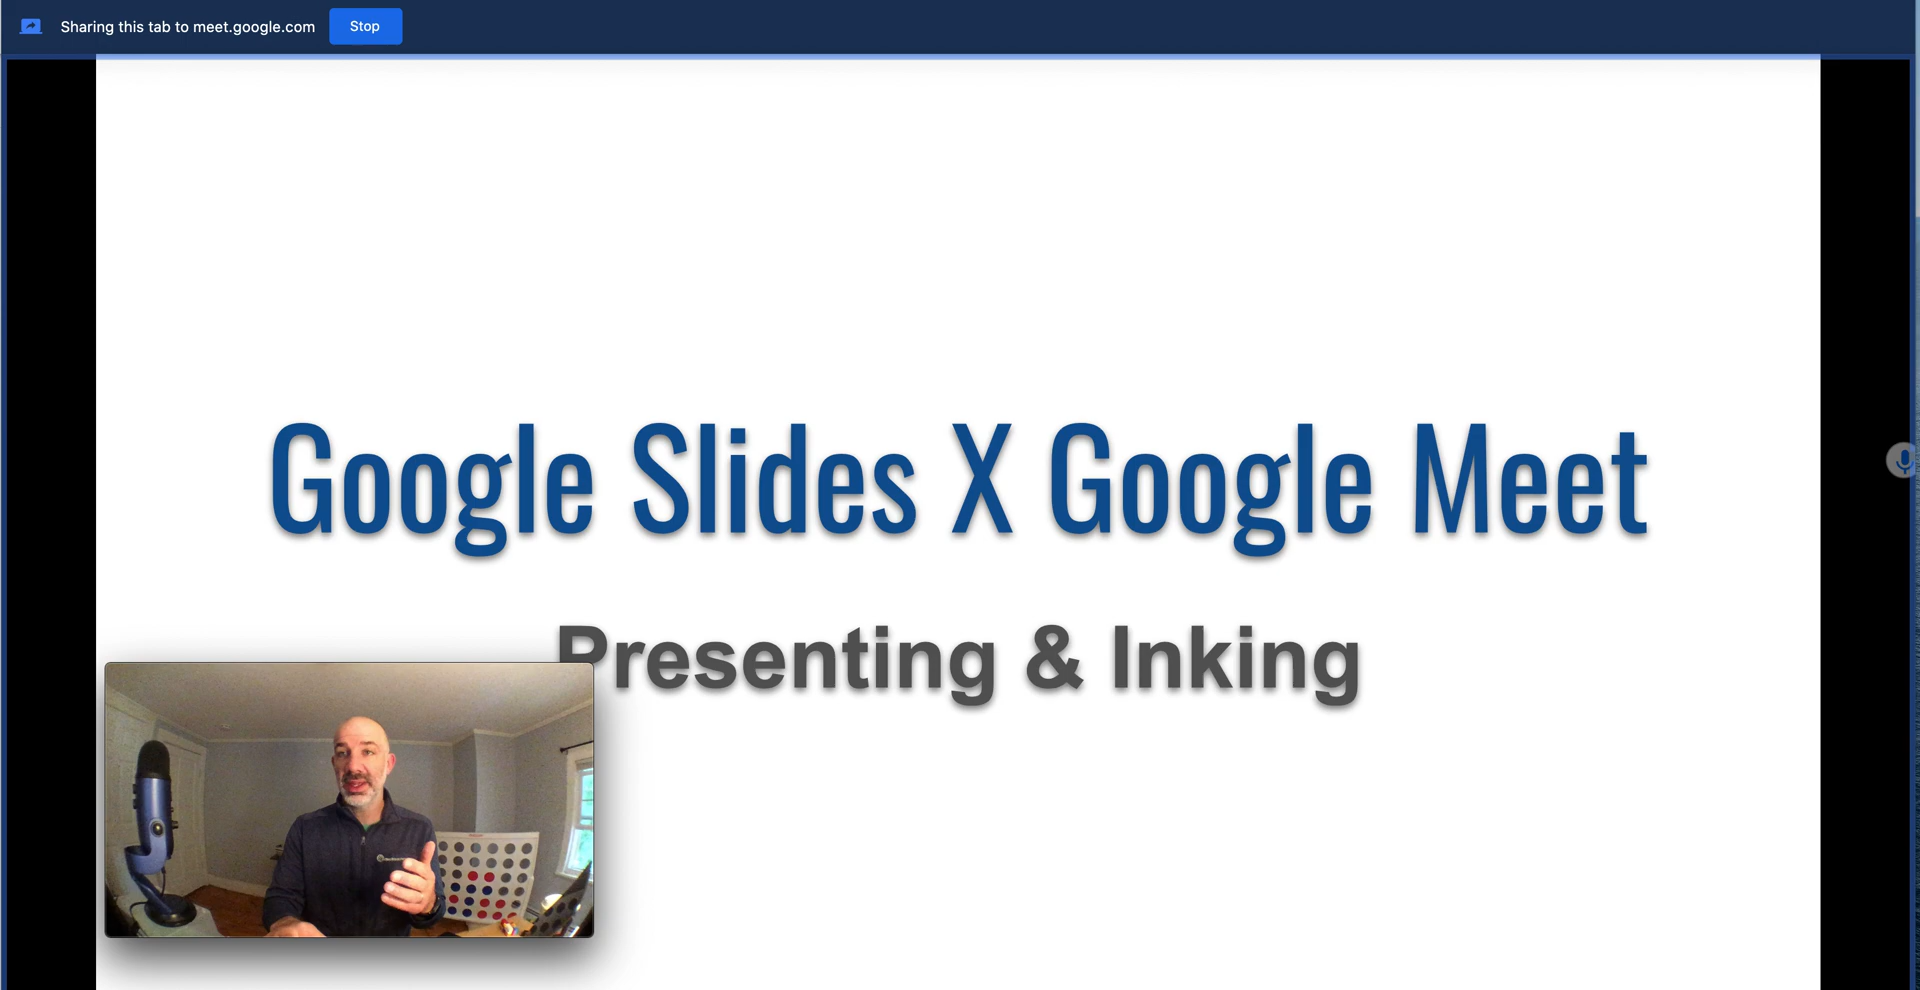 Sharing this tab to meet.google.com
Stop
Google Slides X Google Meet
Presenting & Inking